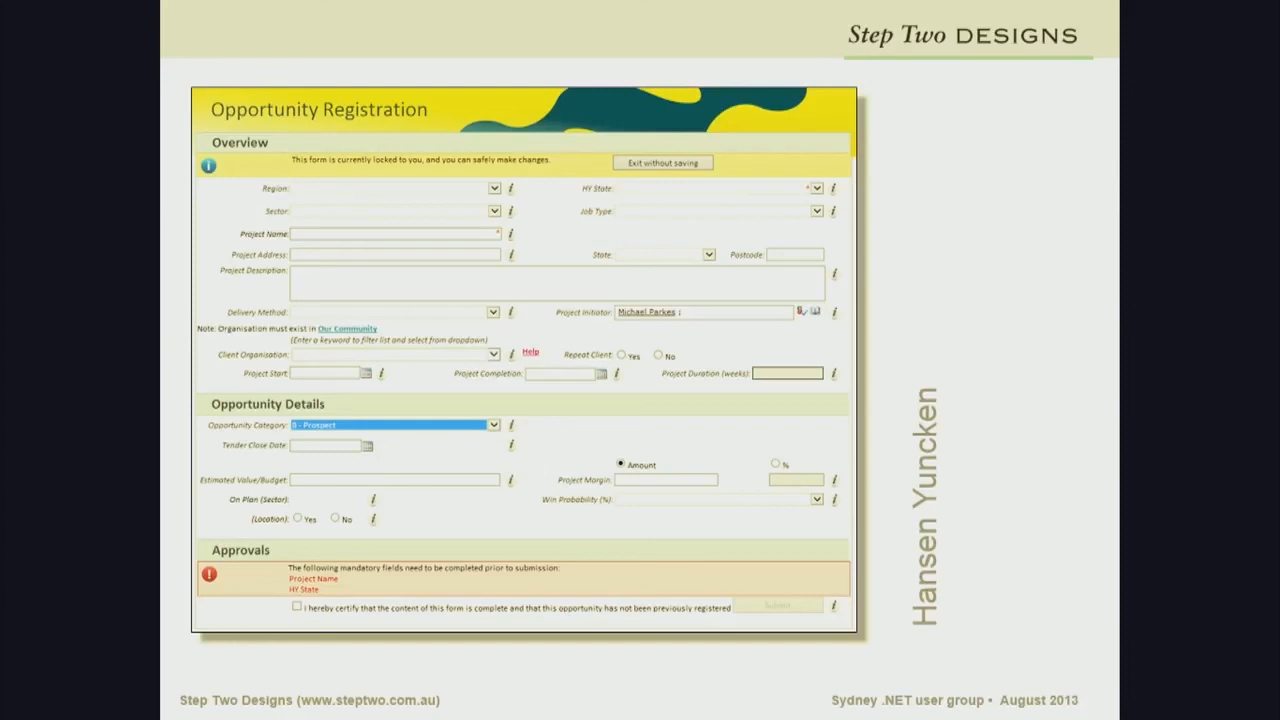 Step Two DESIGNS
Opportunity Registration
Overview
This form is currently locked to you, and you can safely make changes. Exit without saving
Region: HY State: *
Sector: Job Type:
Project Name: *
Project Address: State: Postcode:
Project Description:
Delivery Method: Project Initiator: Michael Parkes ;
Note: Organisation must exist in Our Community
(Enter a keyword to filter list and select from dropdown)
Client Organisation: Help Repeat Client: Yes No
Project Start: Project Completion: Project Duration (weeks):
Opportunity Details
Opportunity Category: - Prospect
Tender Close Date:
Amount %
Estimated Value/Budget: Project Margin:
On Plan (Sector): Win Probability (%):
(Location): Yes No
Approvals
The following mandatory fields need to be completed prior to submission:
Project Name
HY State
I hereby certify that the content of this form is complete and that this opportunity has not been previously registered Submit
Hansen Yuncken
Step Two Designs (www.steptwo.com.au) Sydney .NET user group • August 2013